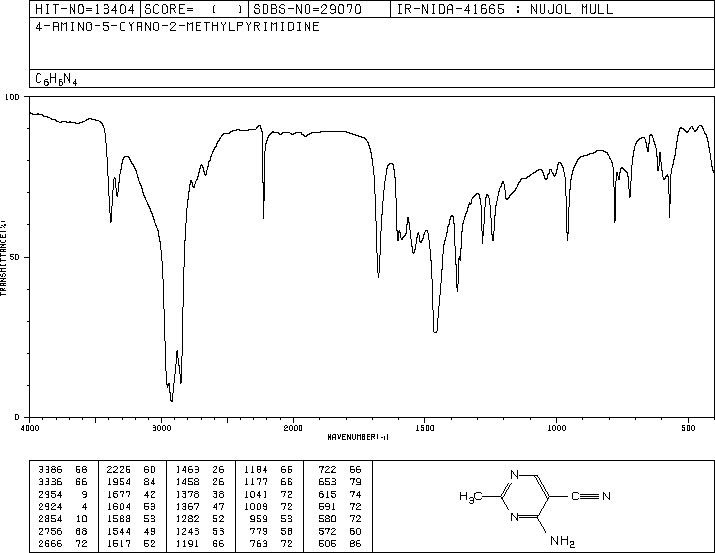 HIT-NO=13404 SCORE= ( ) SDBS-NO=29070 IR-NIDA-41665 : NUJOL MULL
4-AMINO-5-CYANO-2-METHYLPYRIMIDINE
C6H6N4
100
50
0
TRANSMITTANCE(%)
4000 3000 2000 1500 1000 500
WAVENUMBER(-1)
3386 2226 60 1463 26 1184 66 722 66
3336 66 1954 84 1458 26 1177 66 653 79
2954 9 1677 42 1378 38 1041 72 615 74
2924 4 1604 53 1367 47 1009 72 591 72
2854 10 1588 53 1282 52 959 53 580 72
2756 68 1544 49 1243 53 779 58 572 60
2666 72 1517 52 1191 66 763 72 505 86
N
H3C C N
N
NH2